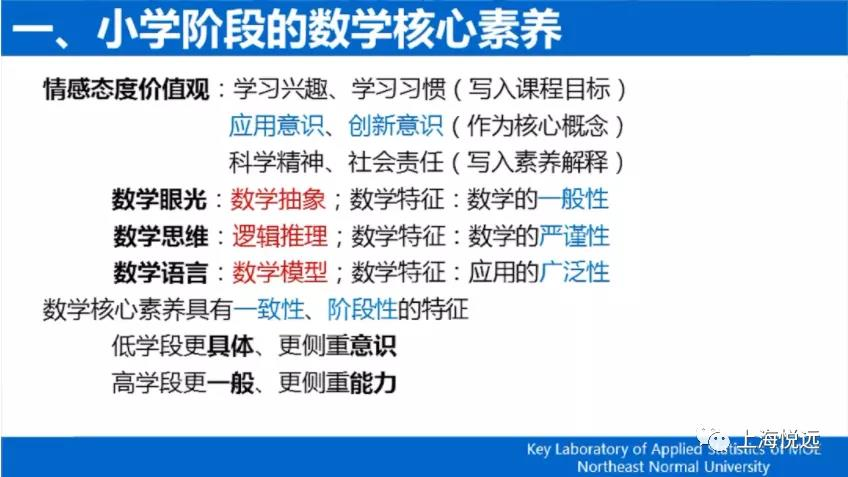 一、小学阶段的数学核心素养
情感态度价值观：学习兴趣、学习习惯（写入课程目标）
应用意识、创新意识（作为核心概念）
科学精神、社会责任（写入素养解释）
数学眼光：数学抽象；数学特征：数学的一般性
数学思维：逻辑推理；数学特征：数学的严谨性
数学语言：数学模型；数学特征：应用的广泛性
数学核心素养具有一致性、阶段性的特征
低学段更具体、更侧重意识
高学段更一般、更侧重能力
Key Laboratory of Applied Statistics of MOE
Northeast Normal University
上海悦远